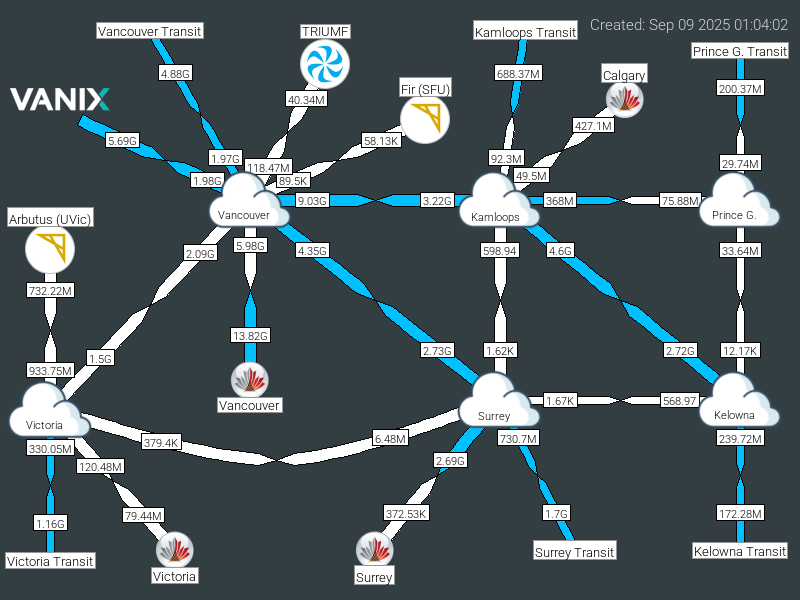 Created: Sep 09 2025 01:04:02
Vancouver Transit
TRIUMF
Kamloops Transit
Prince G. Transit
4.88G
688.37M
Calgary
Fir (SFU)
200.37M
VANIX
40.34M
427.1M
5.69G
58.13K
1.97G
92.3M
29.74M
118.47M
49.5M
1.98G
89.5K
9.03G
3.22G
368M
75.88M
Vancouver
Kamloops
Prince G.
Arbutus (UVic)
2.09G
5.98G
4.35G
598.94
4.6G
33.64M
732.22M
13.82G
1.5G
2.73G
1.62K
2.72G
12.17K
933.75M
Vancouver
1.67K
568.97
Victoria
Surrey
Kelowna
379.4K
6.48M
730.7M
239.72M
330.05M
120.48M
2.69G
1.16G
79.44M
372.53K
1.7G
172.28M
Victoria Transit
Victoria
Surrey
Surrey Transit
Kelowna Transit